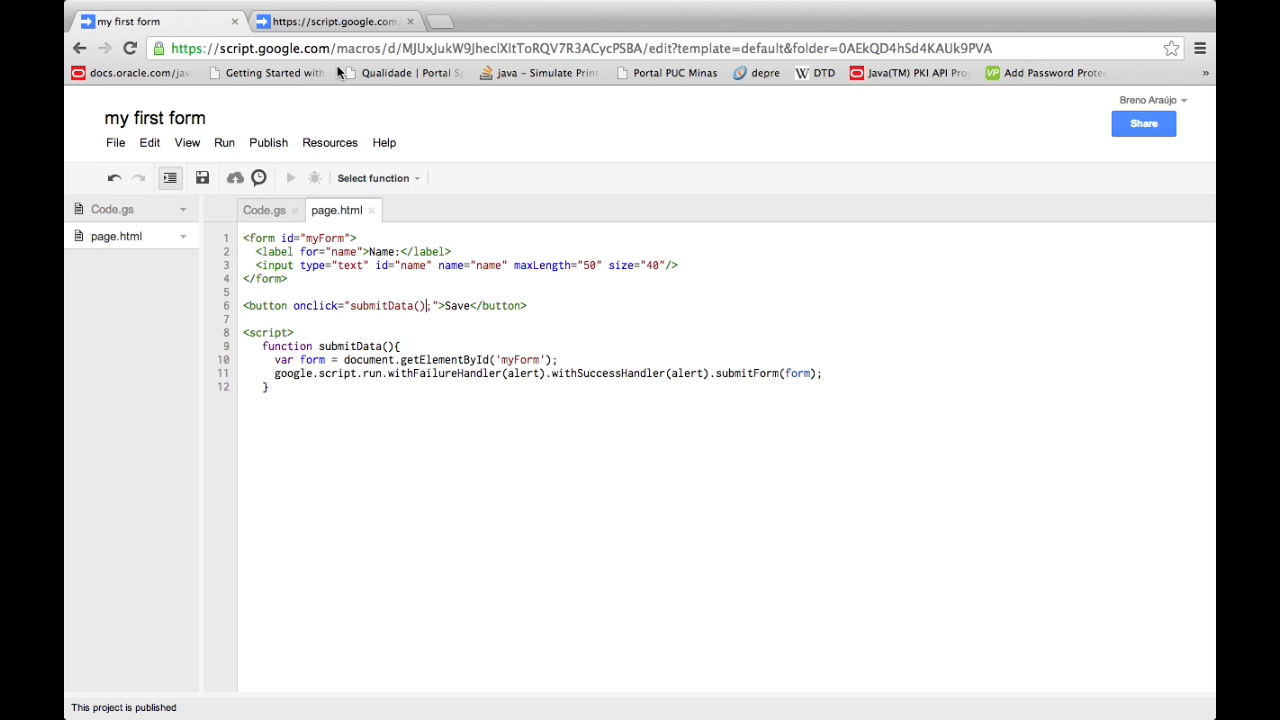 my first form
https://script.google.com/
https://script.google.com/macros/d/MJUxJukW9JheclXItToRQV7R3ACycPSBA/edit?template=default&folder=0AEkQD4hSd4KAUk9PVA
docs.oracle.com/jav Getting Started with Qualidade | Portal S java – Simulate Print Portal PUC Minas depre W DTD Java(TM) PKI API Pro VP Add Password Prote »
Breno Araújo
my first form
Share
File Edit View Run Publish Resources Help
Select function
Code.gs
page.html
Code.gs × page.html ×
1 <form id="myForm">
2 <label for="name">Name:</label>
3 <input type="text" id="name" name="name" maxLength="50" size="40"/>
4 </form>
5
6 <button onclick="submitData();">Save</button>
7
8 <script>
9 function submitData(){
10 var form = document.getElementById('myForm');
11 google.script.run.withFailureHandler(alert).withSuccessHandler(alert).submitForm(form);
12 }
This project is published